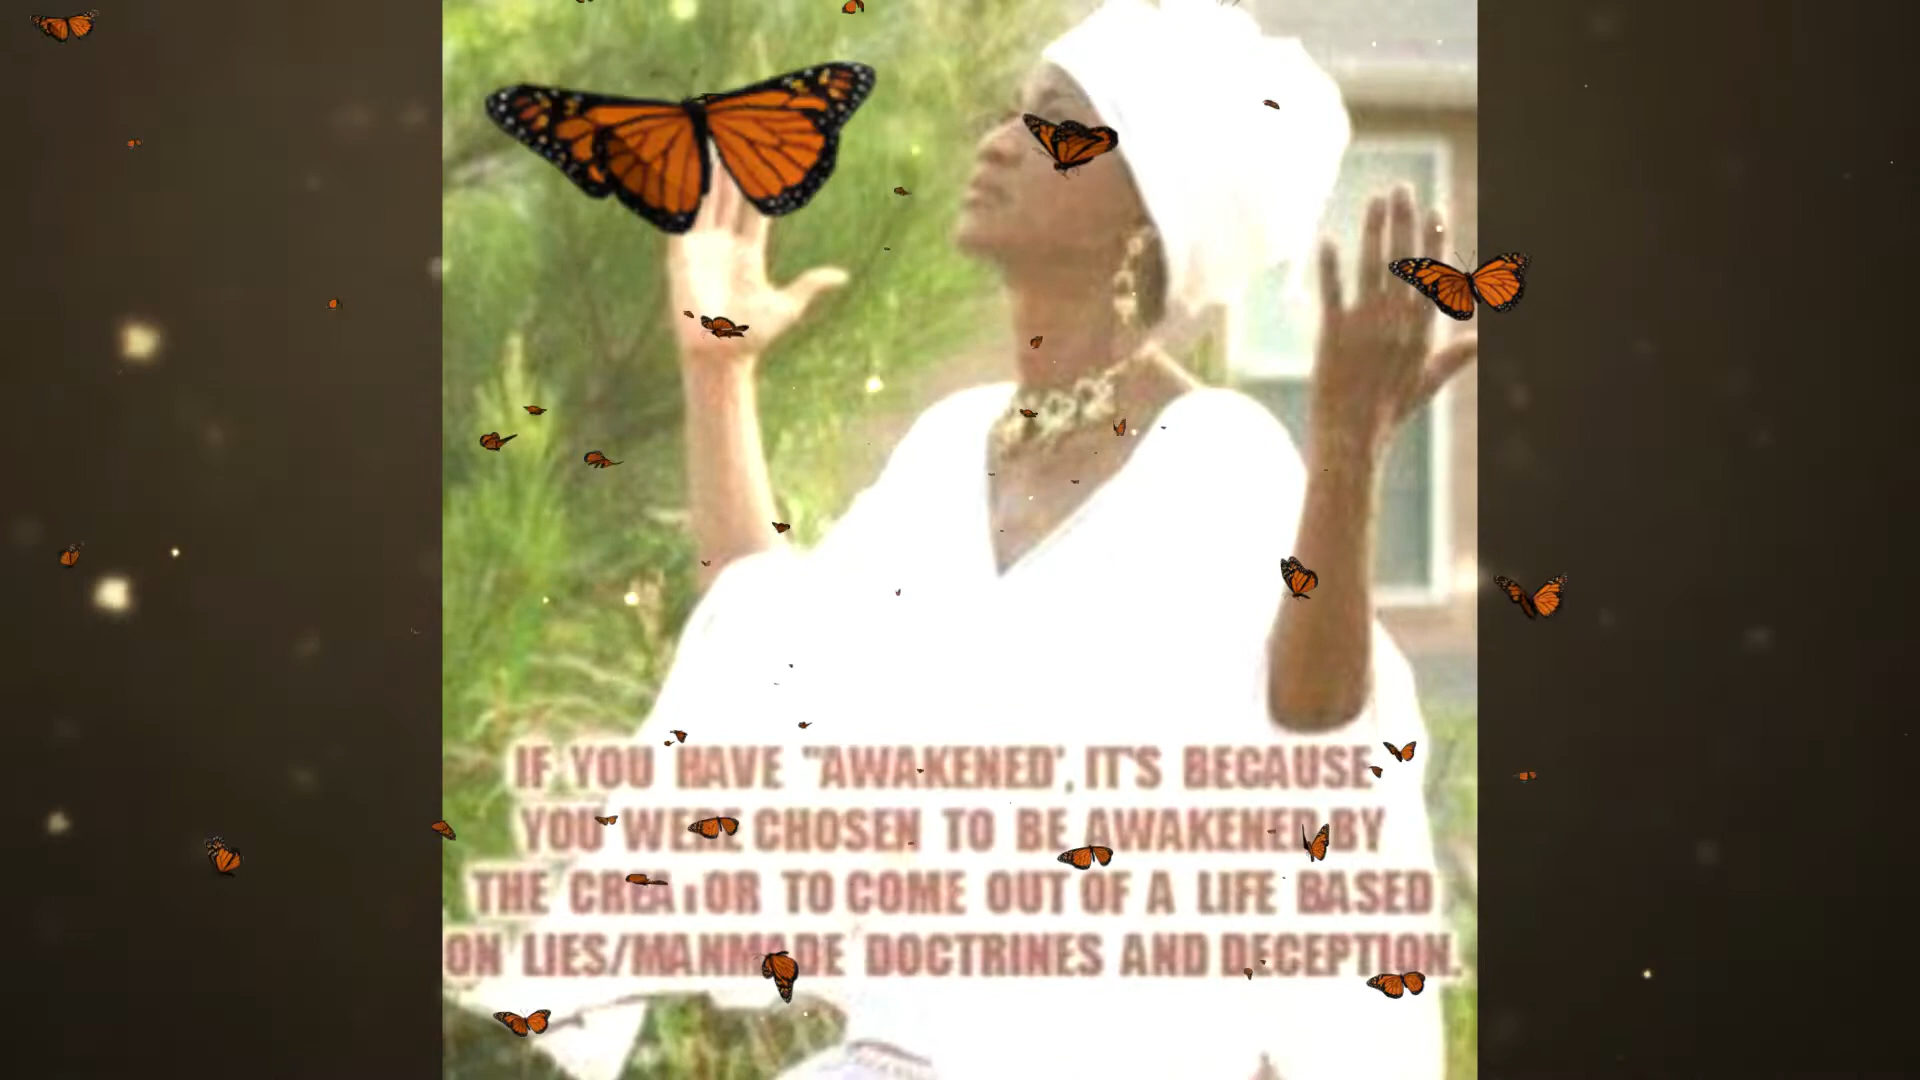 IF YOU HAVE "AWAKENED', IT'S BECAUSE
YOU WERE CHOSEN TO BE AWAKENED BY
THE CREATOR TO COME OUT OF A LIFE BASED
ON LIES/MANMADE DOCTRINES AND DECEPTION.